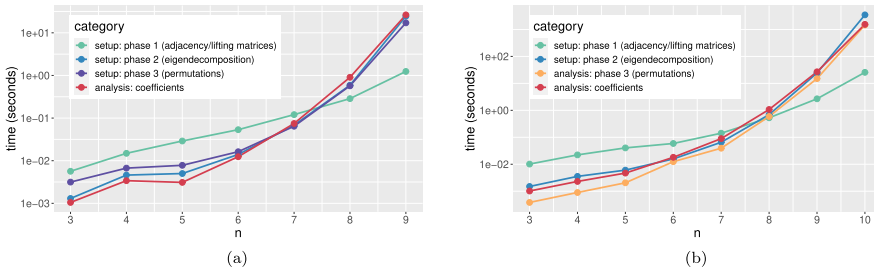 category
setup: phase 1 (adjacency/lifting matrices)
setup: phase 2 (eigendecomposition)
setup: phase 3 (permutations)
analysis: coefficients
time (seconds)
1e+01
1e+00
1e-01
1e-02
1e-03
3 4 5 6 7 8 9
n
(a)
category
setup: phase 1 (adjacency/lifting matrices)
setup: phase 2 (eigendecomposition)
analysis: phase 3 (permutations)
analysis: coefficients
time (seconds)
1e+02
1e+00
1e-02
3 4 5 6 7 8 9 10
n
(b)